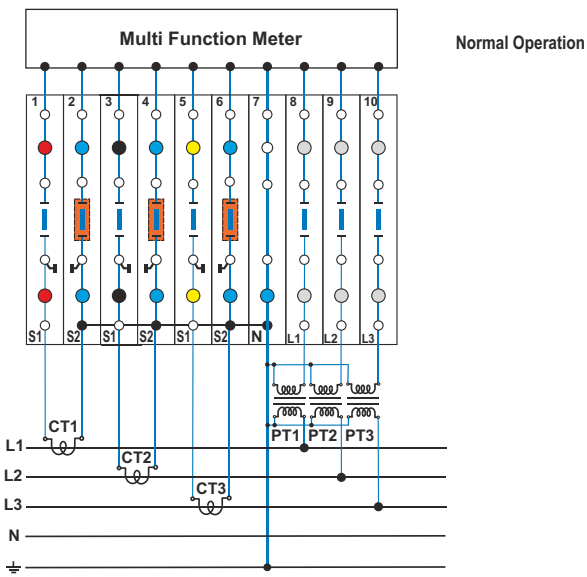 Multi Function Meter
Normal Operation
1 2 3 4 5 6 7 8 9 10
S1 S2 S1 S2 S1 S2 N L1 L2 L3
PT1 PT2 PT3
CT1
L1
CT2
L2
CT3
L3
N